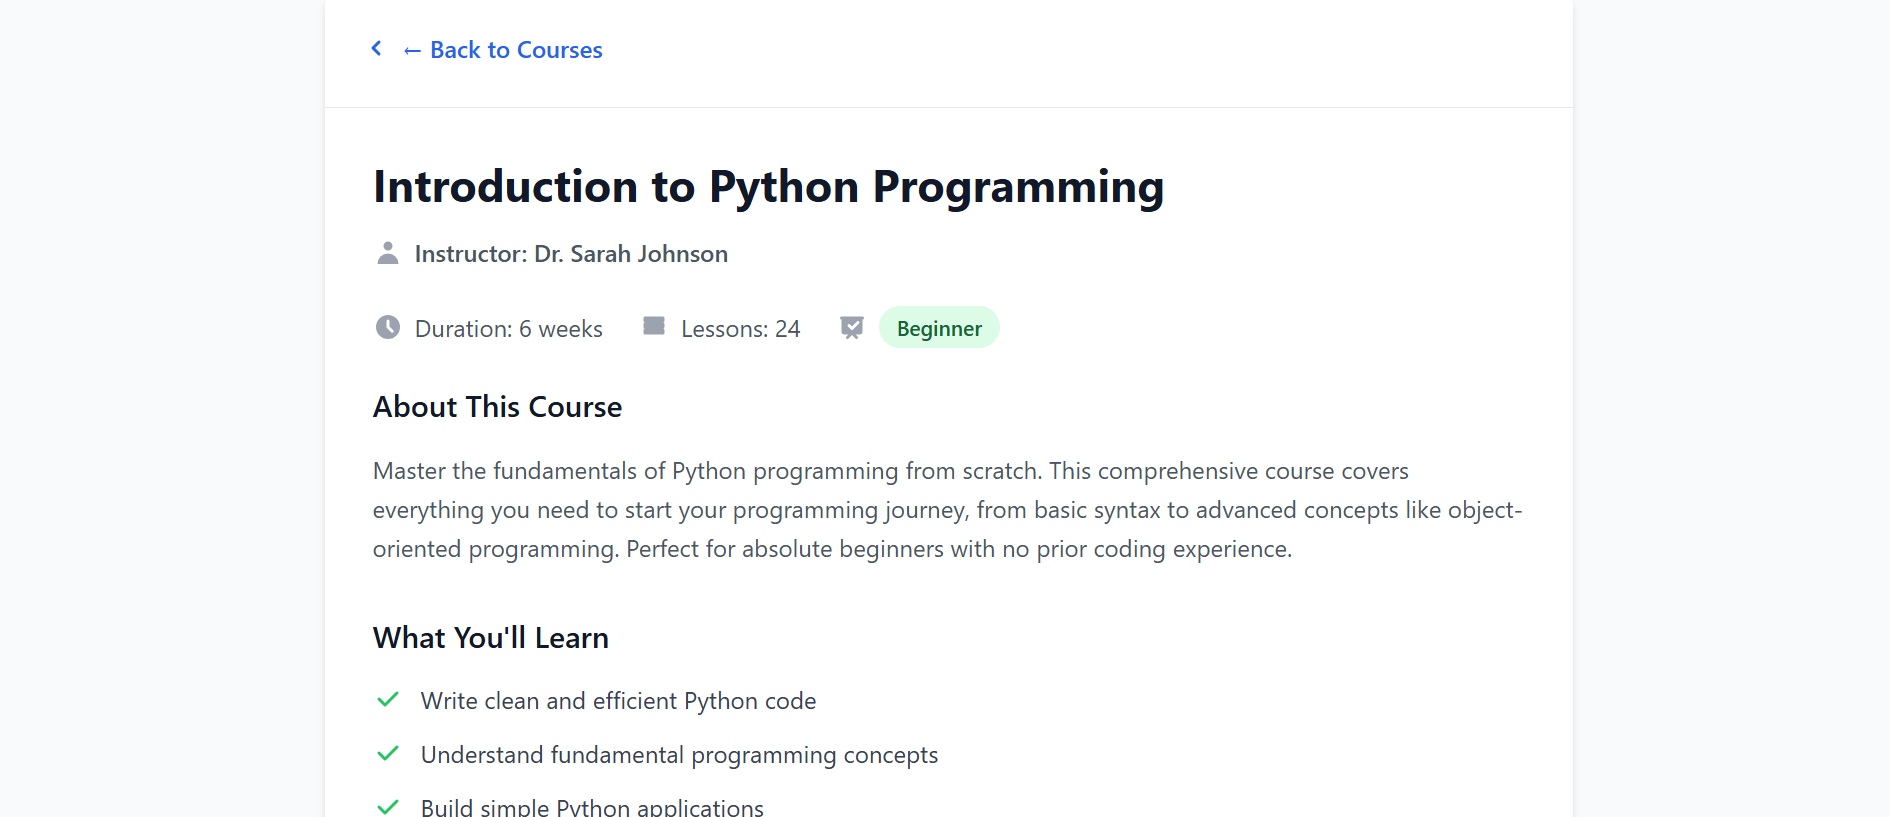 ← Back to Courses
Introduction to Python Programming
Instructor: Dr. Sarah Johnson
Duration: 6 weeks Lessons: 24 Beginner
About This Course
Master the fundamentals of Python programming from scratch. This comprehensive course covers
everything you need to start your programming journey, from basic syntax to advanced concepts like object-
oriented programming. Perfect for absolute beginners with no prior coding experience.
What You'll Learn
Write clean and efficient Python code
Understand fundamental programming concepts
Build simple Python applications